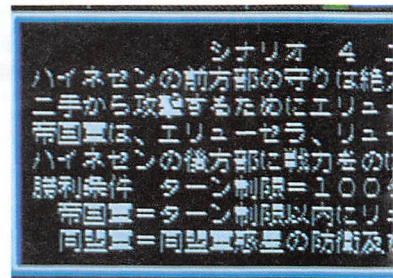 シナリオ 4
ハイネセンの前方部の守りは絶
二手から攻撃するためにエリュー
帝国軍は、エリューセラ、リュー
ハイネセンの後方部に戦力をの
勝利条件 ターン制限=100
帝国軍=ターン制限以内にリ
同盟軍=同盟軍惑星の防衛及